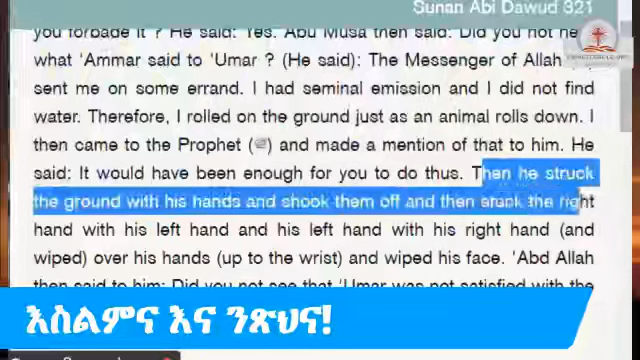 Sunan Abi Dawud 321
you forbade it ? He said: Yes. Abu Musa then said: Did you not
what 'Ammar said to 'Umar ? (He said): The Messenger of Allah
sent me on some errand. I had seminal emission and I did not find
water. Therefore, I rolled on the ground just as an animal rolls down. I
then came to the Prophet (ﷺ) and made a mention of that to him. He
said: It would have been enough for you to do thus. Then he struck
the ground with his hands and shook them off and then struck the right
hand with his left hand and his left hand with his right hand (and
wiped) over his hands (up to the wrist) and wiped his face. 'Abd Allah
then said to him: Did you not see that 'Umar was not satisfied with the
እስልምና እና ንጽህና!